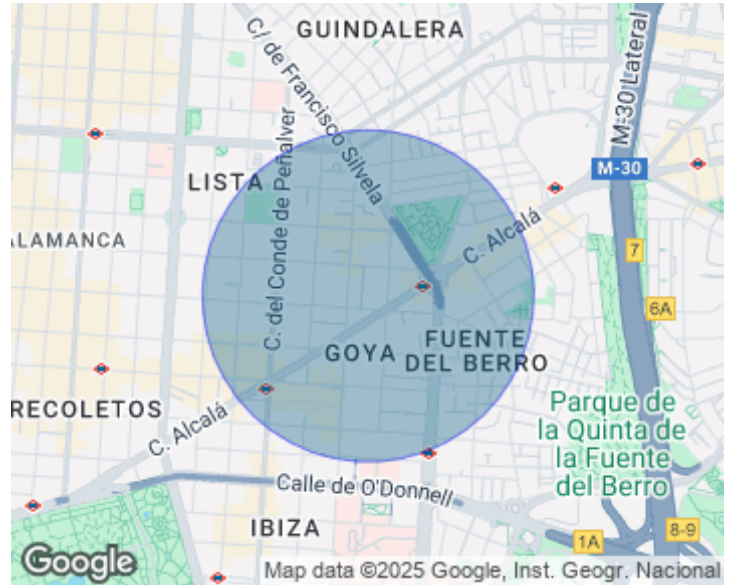 GUINDALERA
C/ de Francisco Silvela
M-30 Lateral
C. del Conde de Peñalver
LISTA
M-30
ALAMANCA
C. Alcalá
7
6A
GOYA
FUENTE
DEL BERRO
RECOLETOS
C. Alcalá
Parque de
la Quinta de
la Fuente
del Berro
Calle de O'Donnell
IBIZA
1A
8-9
Google
Map data ©2025 Google, Inst. Geogr. Nacional